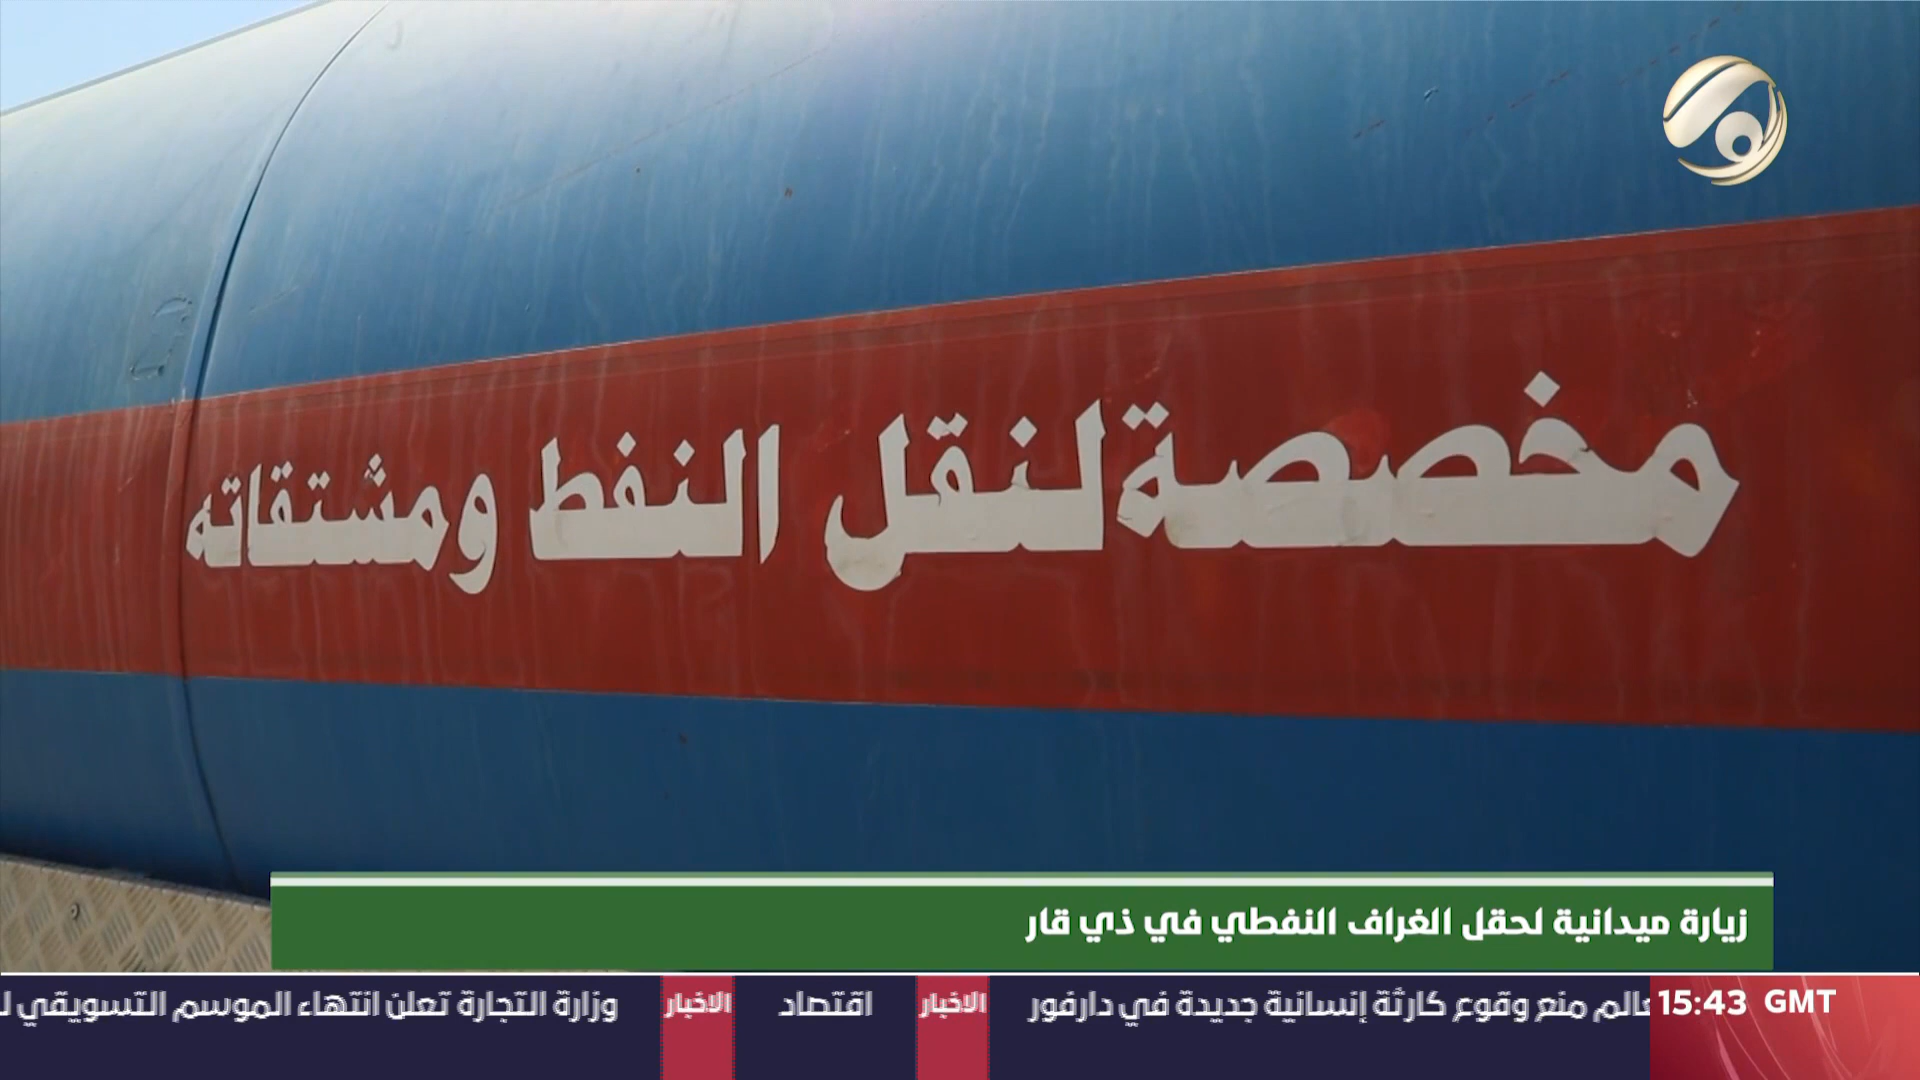 مخصصة لنقل النفط ومشتقاته
زيارة ميدانية لحقل الغراف النفطي في ذي قار
15:43 GMT
منع وقوع كارثة إنسانية جديدة في دارفور الاخبار اقتصاد الاخبار وزارة التجارة تعلن انتهاء الموسم التسويقي